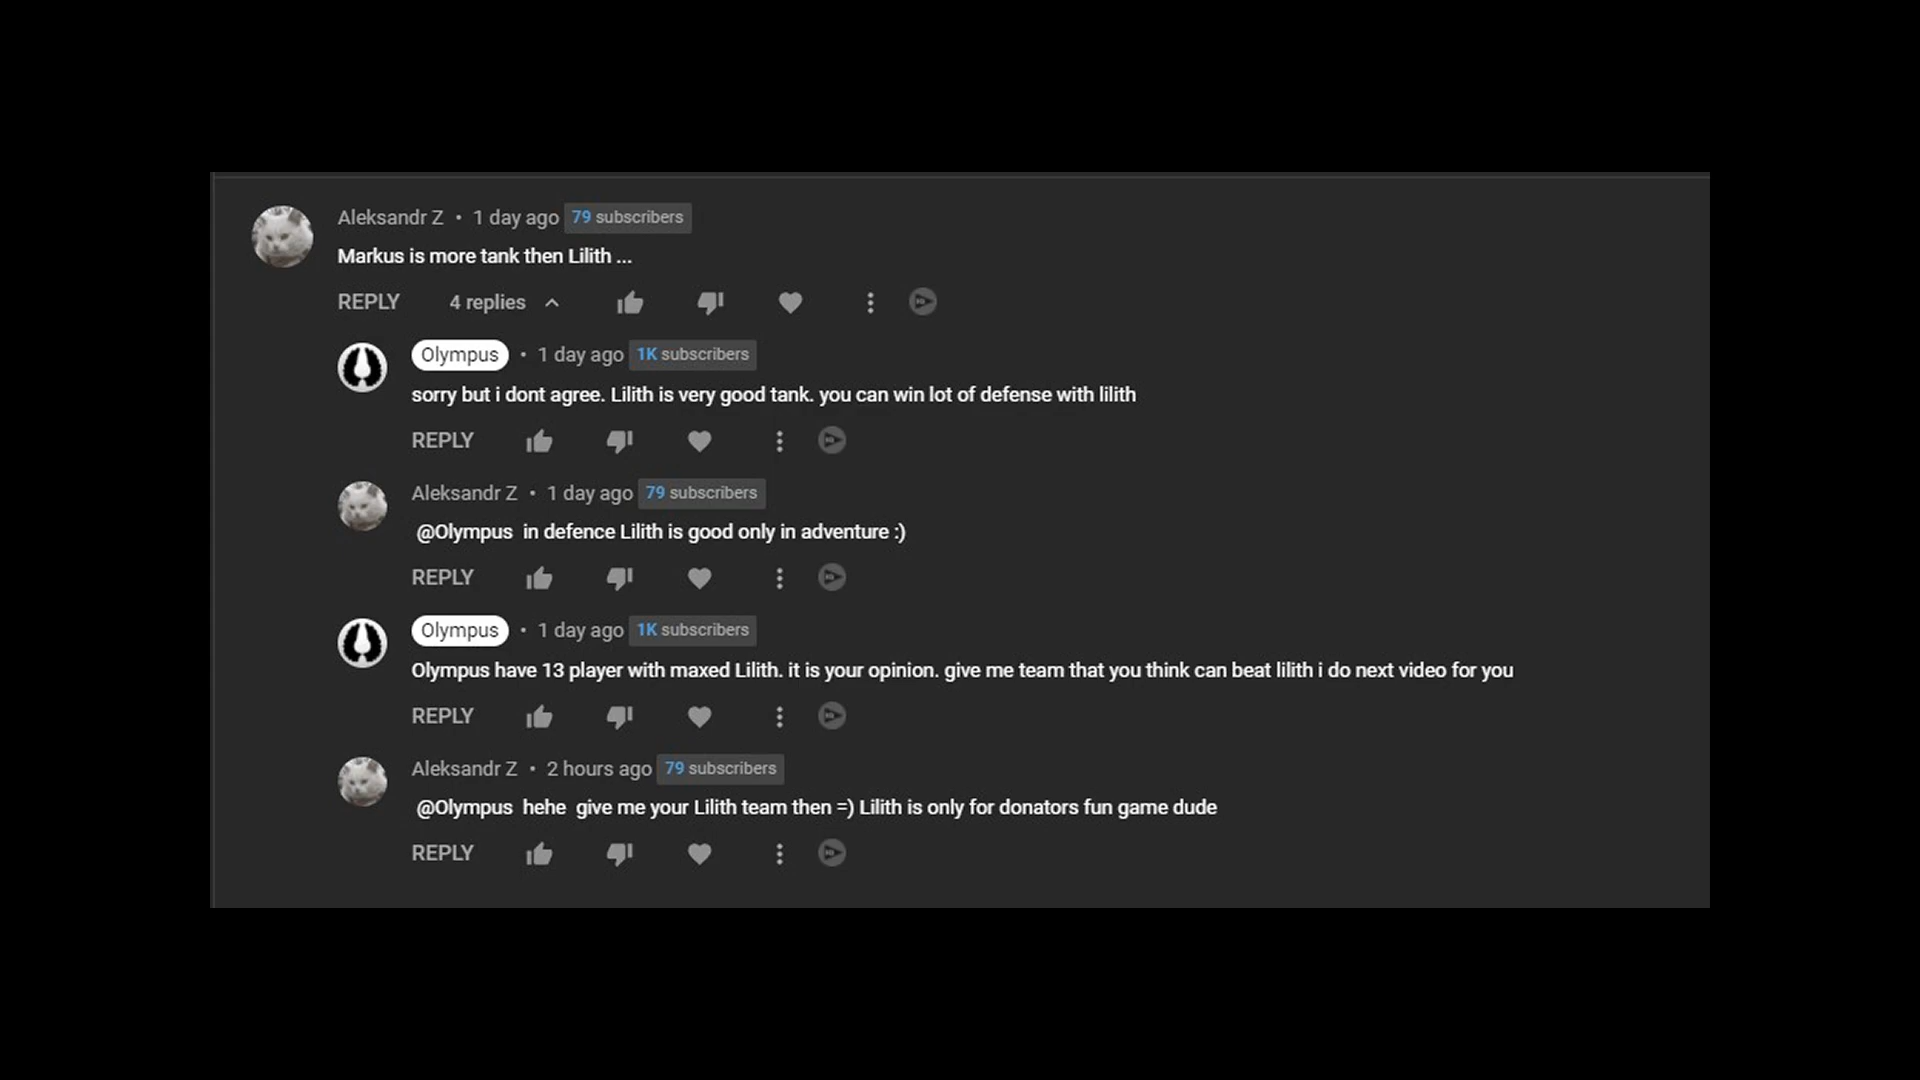 Aleksandr Z • 1 day ago 79 subscribers
Markus is more tank then Lilith ...
REPLY 4 replies
Olympus • 1 day ago 1K subscribers
sorry but i dont agree. Lilith is very good tank. you can win lot of defense with lilith
REPLY
Aleksandr Z • 1 day ago 79 subscribers
@Olympus in defence Lilith is good only in adventure :)
REPLY
Olympus • 1 day ago 1K subscribers
Olympus have 13 player with maxed Lilith. it is your opinion. give me team that you think can beat lilith i do next video for you
REPLY
Aleksandr Z • 2 hours ago 79 subscribers
@Olympus hehe give me your Lilith team then =) Lilith is only for donators fun game dude
REPLY